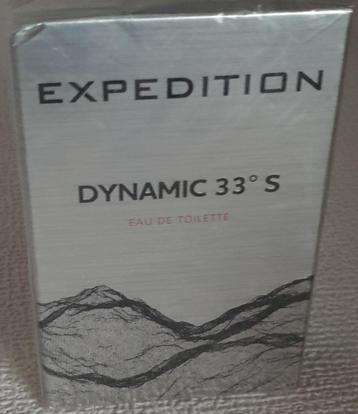 EXPEDITION
DYNAMIC 33° S
EAU DE TOILETTE